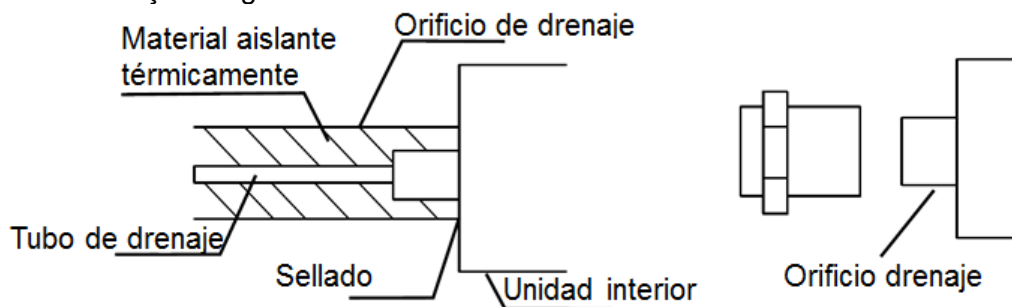 Orificio de drenaje
Material aislante
térmicamente
Tubo de drenaje
Sellado
Unidad interior
Orificio drenaje